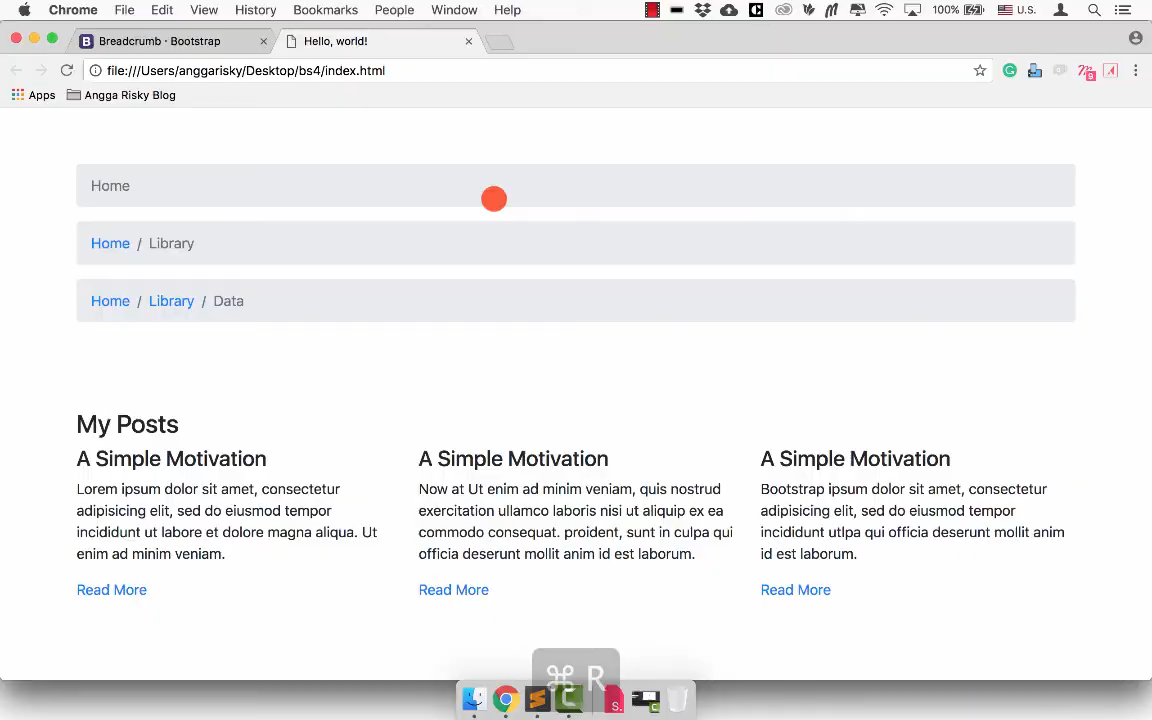 Chrome File Edit View History Bookmarks People Window Help 100% U.S.
Breadcrumb · Bootstrap Hello, world!
file:///Users/anggarisky/Desktop/bs4/index.html
Apps Angga Risky Blog
Home
Home / Library
Home / Library / Data
My Posts
A Simple Motivation A Simple Motivation A Simple Motivation
Lorem ipsum dolor sit amet, consectetur Now at Ut enim ad minim veniam, quis nostrud Bootstrap ipsum dolor sit amet, consectetur
adipisicing elit, sed do eiusmod tempor exercitation ullamco laboris nisi ut aliquip ex ea adipisicing elit, sed do eiusmod tempor
incididunt ut labore et dolore magna aliqua. Ut commodo consequat. proident, sunt in culpa qui incididunt utlpa qui officia deserunt mollit anim
enim ad minim veniam. officia deserunt mollit anim id est laborum. id est laborum.
Read More Read More Read More
⌘ R